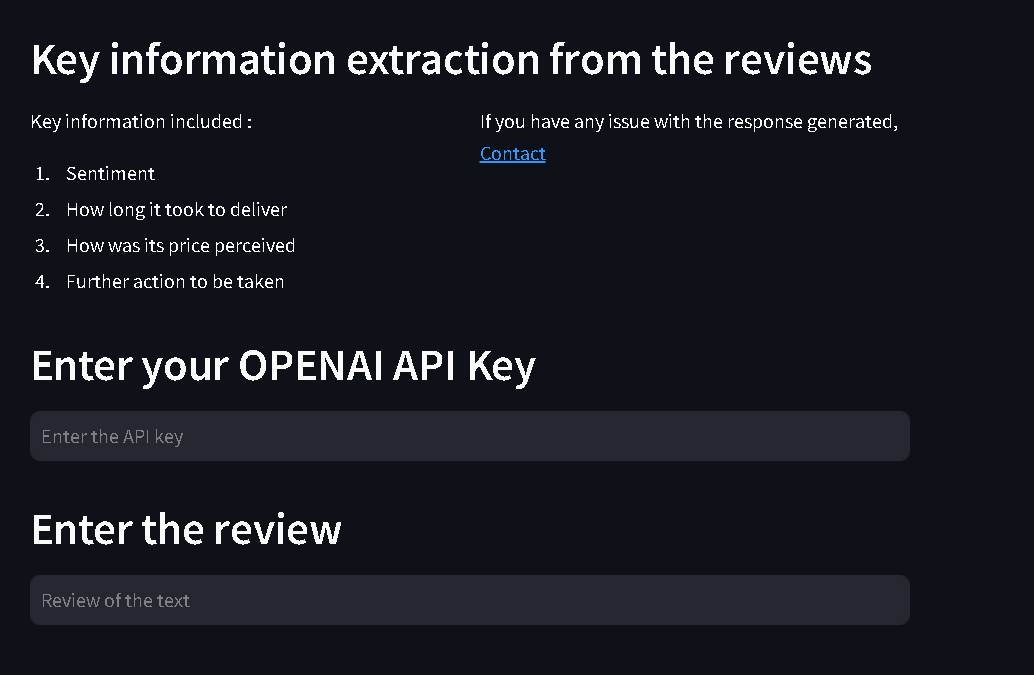 Key information extraction from the reviews
Key information included :
1. Sentiment
2. How long it took to deliver
3. How was its price perceived
4. Further action to be taken
If you have any issue with the response generated,
Contact
Enter your OPENAI API Key
Enter the API key
Enter the review
Review of the text